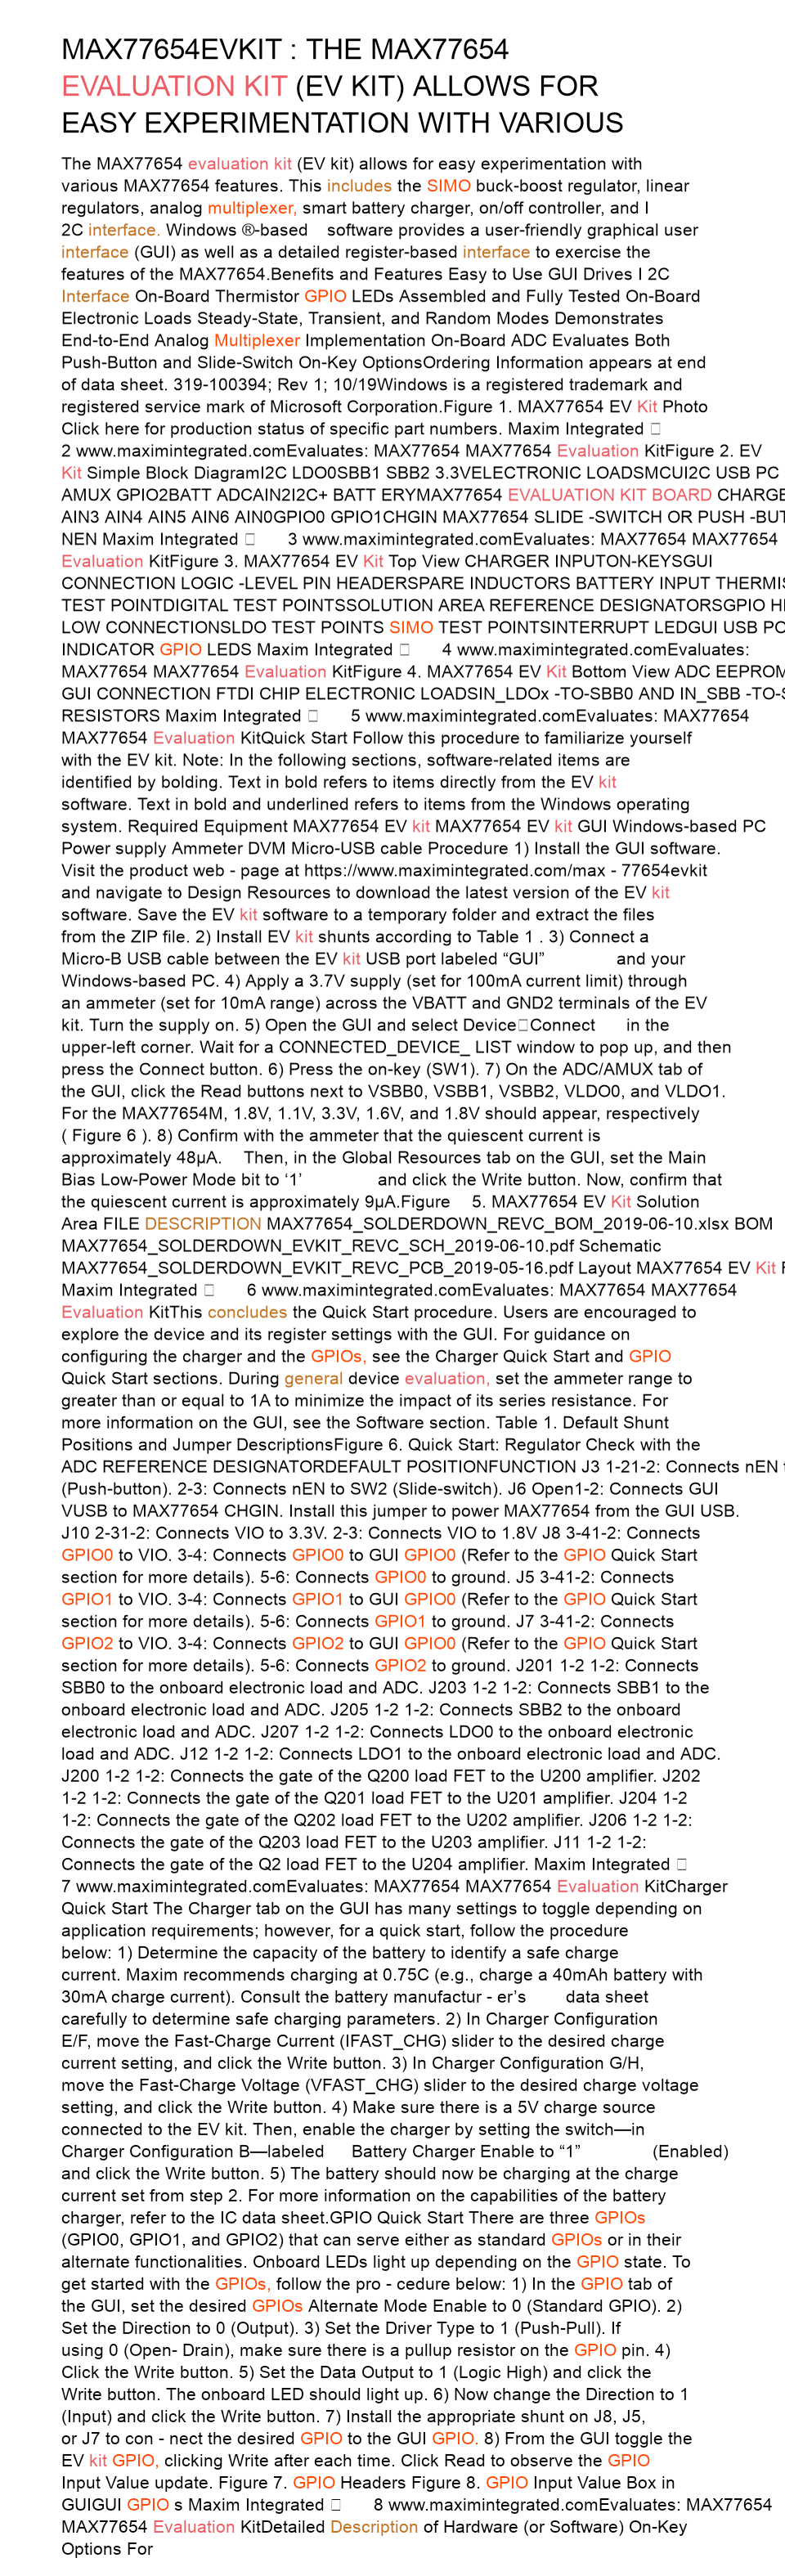 MAX77654EVKIT : THE MAX77654
EVALUATION KIT (EV KIT) ALLOWS FOR
EASY EXPERIMENTATION WITH VARIOUS
The MAX77654 evaluation kit (EV kit) allows for easy experimentation with
various MAX77654 features. This includes the SIMO buck-boost regulator, linear
regulators, analog multiplexer, smart battery charger, on/off controller, and I
2C interface. Windows ®-based software provides a user-friendly graphical user
interface (GUI) as well as a detailed register-based interface to exercise the
features of the MAX77654.Benefits and Features Easy to Use GUI Drives I 2C
Interface On-Board Thermistor GPIO LEDs Assembled and Fully Tested On-Board
Electronic Loads Steady-State, Transient, and Random Modes Demonstrates
End-to-End Analog Multiplexer Implementation On-Board ADC Evaluates Both
Push-Button and Slide-Switch On-Key OptionsOrdering Information appears at end
of data sheet. 319-100394; Rev 1; 10/19Windows is a registered trademark and
registered service mark of Microsoft Corporation.Figure 1. MAX77654 EV Kit Photo
Click here for production status of specific part numbers. Maxim Integrated
2 www.maximintegrated.comEvaluates: MAX77654 MAX77654 Evaluation KitFigure 2. EV
Kit Simple Block DiagramI2C LDO0SBB1 SBB2 3.3VELECTRONIC LOADSMCUI2C USB PC
AMUX GPIO2BATT ADCAIN2I2C+ BATT ERYMAX77654 EVALUATION KIT BOARD CHARGE
AIN3 AIN4 AIN5 AIN6 AIN0GPIO0 GPIO1CHGIN MAX77654 SLIDE -SWITCH OR PUSH -BUT
NEN Maxim Integrated 3 www.maximintegrated.comEvaluates: MAX77654 MAX77654
Evaluation KitFigure 3. MAX77654 EV Kit Top View CHARGER INPUTON-KEYSGUI
CONNECTION LOGIC -LEVEL PIN HEADERSPARE INDUCTORS BATTERY INPUT THERMIS
TEST POINTDIGITAL TEST POINTSSOLUTION AREA REFERENCE DESIGNATORSGPIO HI
LOW CONNECTIONSLDO TEST POINTS SIMO TEST POINTSINTERRUPT LEDGUI USB PO
INDICATOR GPIO LEDS Maxim Integrated 4 www.maximintegrated.comEvaluates:
MAX77654 MAX77654 Evaluation KitFigure 4. MAX77654 EV Kit Bottom View ADC EEPROM
GUI CONNECTION FTDI CHIP ELECTRONIC LOADSIN_LDOx -TO-SBB0 AND IN_SBB -TO-S
RESISTORS Maxim Integrated 5 www.maximintegrated.comEvaluates: MAX77654
MAX77654 Evaluation KitQuick Start Follow this procedure to familiarize yourself
with the EV kit. Note: In the following sections, software-related items are
identified by bolding. Text in bold refers to items directly from the EV kit
software. Text in bold and underlined refers to items from the Windows operating
system. Required Equipment MAX77654 EV kit MAX77654 EV kit GUI Windows-based PC
Power supply Ammeter DVM Micro-USB cable Procedure 1) Install the GUI software.
Visit the product web - page at https://www.maximintegrated.com/max - 77654evkit
and navigate to Design Resources to download the latest version of the EV kit
software. Save the EV kit software to a temporary folder and extract the files
from the ZIP file. 2) Install EV kit shunts according to Table 1 . 3) Connect a
Micro-B USB cable between the EV kit USB port labeled “GUI” and your
Windows-based PC. 4) Apply a 3.7V supply (set for 100mA current limit) through
an ammeter (set for 10mA range) across the VBATT and GND2 terminals of the EV
kit. Turn the supply on. 5) Open the GUI and select Device Connect in the
upper-left corner. Wait for a CONNECTED_DEVICE_ LIST window to pop up, and then
press the Connect button. 6) Press the on-key (SW1). 7) On the ADC/AMUX tab of
the GUI, click the Read buttons next to VSBB0, VSBB1, VSBB2, VLDO0, and VLDO1.
For the MAX77654M, 1.8V, 1.1V, 3.3V, 1.6V, and 1.8V should appear, respectively
( Figure 6 ). 8) Confirm with the ammeter that the quiescent current is
approximately 48μA. Then, in the Global Resources tab on the GUI, set the Main
Bias Low-Power Mode bit to ‘1’ and click the Write button. Now, confirm that
the quiescent current is approximately 9μA.Figure 5. MAX77654 EV Kit Solution
Area FILE DESCRIPTION MAX77654_SOLDERDOWN_REVC_BOM_2019-06-10.xlsx BOM
MAX77654_SOLDERDOWN_EVKIT_REVC_SCH_2019-06-10.pdf Schematic
MAX77654_SOLDERDOWN_EVKIT_REVC_PCB_2019-05-16.pdf Layout MAX77654 EV Kit F
Maxim Integrated 6 www.maximintegrated.comEvaluates: MAX77654 MAX77654
Evaluation KitThis concludes the Quick Start procedure. Users are encouraged to
explore the device and its register settings with the GUI. For guidance on
configuring the charger and the GPIOs, see the Charger Quick Start and GPIO
Quick Start sections. During general device evaluation, set the ammeter range to
greater than or equal to 1A to minimize the impact of its series resistance. For
more information on the GUI, see the Software section. Table 1. Default Shunt
Positions and Jumper DescriptionsFigure 6. Quick Start: Regulator Check with the
ADC REFERENCE DESIGNATORDEFAULT POSITIONFUNCTION J3 1-21-2: Connects nEN t
(Push-button). 2-3: Connects nEN to SW2 (Slide-switch). J6 Open1-2: Connects GUI
VUSB to MAX77654 CHGIN. Install this jumper to power MAX77654 from the GUI USB.
J10 2-31-2: Connects VIO to 3.3V. 2-3: Connects VIO to 1.8V J8 3-41-2: Connects
GPIO0 to VIO. 3-4: Connects GPIO0 to GUI GPIO0 (Refer to the GPIO Quick Start
section for more details). 5-6: Connects GPIO0 to ground. J5 3-41-2: Connects
GPIO1 to VIO. 3-4: Connects GPIO1 to GUI GPIO0 (Refer to the GPIO Quick Start
section for more details). 5-6: Connects GPIO1 to ground. J7 3-41-2: Connects
GPIO2 to VIO. 3-4: Connects GPIO2 to GUI GPIO0 (Refer to the GPIO Quick Start
section for more details). 5-6: Connects GPIO2 to ground. J201 1-2 1-2: Connects
SBB0 to the onboard electronic load and ADC. J203 1-2 1-2: Connects SBB1 to the
onboard electronic load and ADC. J205 1-2 1-2: Connects SBB2 to the onboard
electronic load and ADC. J207 1-2 1-2: Connects LDO0 to the onboard electronic
load and ADC. J12 1-2 1-2: Connects LDO1 to the onboard electronic load and ADC.
J200 1-2 1-2: Connects the gate of the Q200 load FET to the U200 amplifier. J202
1-2 1-2: Connects the gate of the Q201 load FET to the U201 amplifier. J204 1-2
1-2: Connects the gate of the Q202 load FET to the U202 amplifier. J206 1-2 1-2:
Connects the gate of the Q203 load FET to the U203 amplifier. J11 1-2 1-2:
Connects the gate of the Q2 load FET to the U204 amplifier. Maxim Integrated
7 www.maximintegrated.comEvaluates: MAX77654 MAX77654 Evaluation KitCharger
Quick Start The Charger tab on the GUI has many settings to toggle depending on
application requirements; however, for a quick start, follow the procedure
below: 1) Determine the capacity of the battery to identify a safe charge
current. Maxim recommends charging at 0.75C (e.g., charge a 40mAh battery with
30mA charge current). Consult the battery manufactur - er’s data sheet
carefully to determine safe charging parameters. 2) In Charger Configuration
E/F, move the Fast-Charge Current (IFAST_CHG) slider to the desired charge
current setting, and click the Write button. 3) In Charger Configuration G/H,
move the Fast-Charge Voltage (VFAST_CHG) slider to the desired charge voltage
setting, and click the Write button. 4) Make sure there is a 5V charge source
connected to the EV kit. Then, enable the charger by setting the switch—in
Charger Configuration B—labeled Battery Charger Enable to “1” (Enabled)
and click the Write button. 5) The battery should now be charging at the charge
current set from step 2. For more information on the capabilities of the battery
charger, refer to the IC data sheet.GPIO Quick Start There are three GPIOs
(GPIO0, GPIO1, and GPIO2) that can serve either as standard GPIOs or in their
alternate functionalities. Onboard LEDs light up depending on the GPIO state. To
get started with the GPIOs, follow the pro - cedure below: 1) In the GPIO tab of
the GUI, set the desired GPIOs Alternate Mode Enable to 0 (Standard GPIO). 2)
Set the Direction to 0 (Output). 3) Set the Driver Type to 1 (Push-Pull). If
using 0 (Open- Drain), make sure there is a pullup resistor on the GPIO pin. 4)
Click the Write button. 5) Set the Data Output to 1 (Logic High) and click the
Write button. The onboard LED should light up. 6) Now change the Direction to 1
(Input) and click the Write button. 7) Install the appropriate shunt on J8, J5,
or J7 to con - nect the desired GPIO to the GUI GPIO. 8) From the GUI toggle the
EV kit GPIO, clicking Write after each time. Click Read to observe the GPIO
Input Value update. Figure 7. GPIO Headers Figure 8. GPIO Input Value Box in
GUIGUI GPIO s Maxim Integrated 8 www.maximintegrated.comEvaluates: MAX77654
MAX77654 Evaluation KitDetailed Description of Hardware (or Software) On-Key
Options For